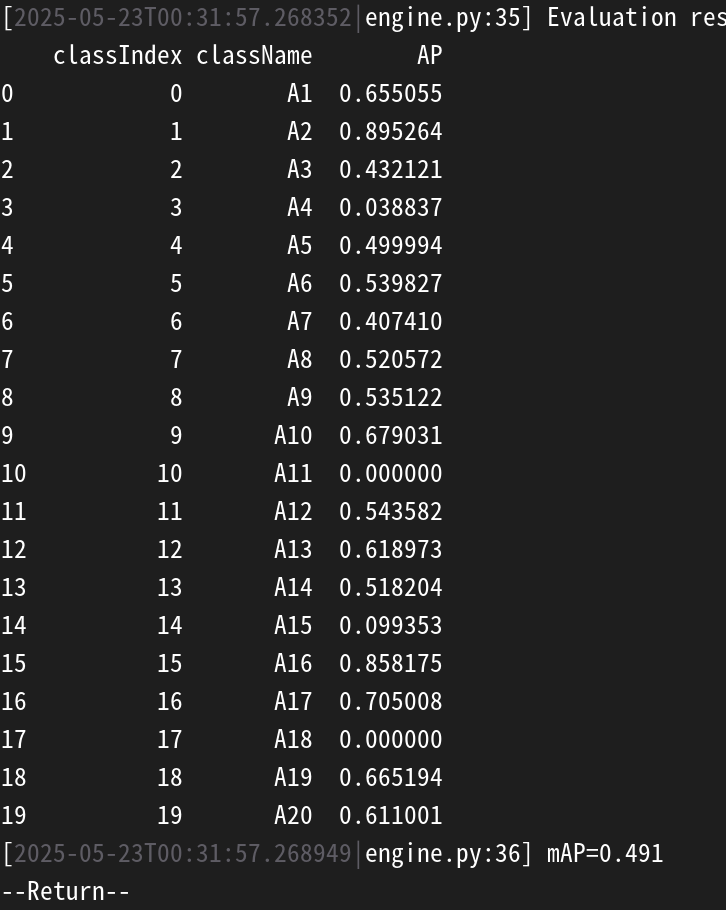 [2025-05-23T00:31:57.268352|engine.py:35] Evaluation res
classIndex className AP
0 0 A1 0.655055
1 1 A2 0.895264
2 2 A3 0.432121
3 3 A4 0.038837
4 4 A5 0.499994
5 5 A6 0.539827
6 6 A7 0.407410
7 7 A8 0.520572
8 8 A9 0.535122
9 9 A10 0.679031
10 10 A11 0.000000
11 11 A12 0.543582
12 12 A13 0.618973
13 13 A14 0.518204
14 14 A15 0.099353
15 15 A16 0.858175
16 16 A17 0.705008
17 17 A18 0.000000
18 18 A19 0.665194
19 19 A20 0.611001
[2025-05-23T00:31:57.268949|engine.py:36] mAP=0.491
--Return--